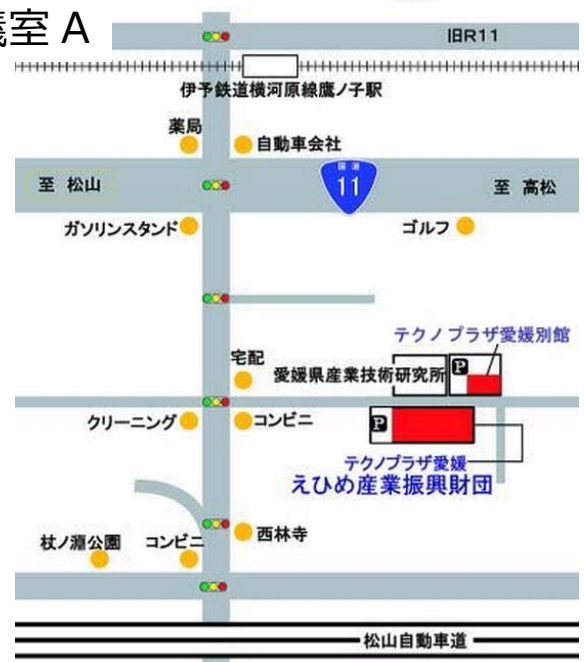 議室 A
旧R11
伊予鉄道横河原線鷹ノ子駅
薬局
自動車会社
至 松山
国道
11
至 高松
ガソリンスタンド
ゴルフ
テクノプラザ愛媛別館
宅配
愛媛県産業技術研究所
P
クリーニング
コンビニ
P
テクノプラザ愛媛
えひめ産業振興財団
杖ノ淵公園
コンビニ
西林寺
松山自動車道